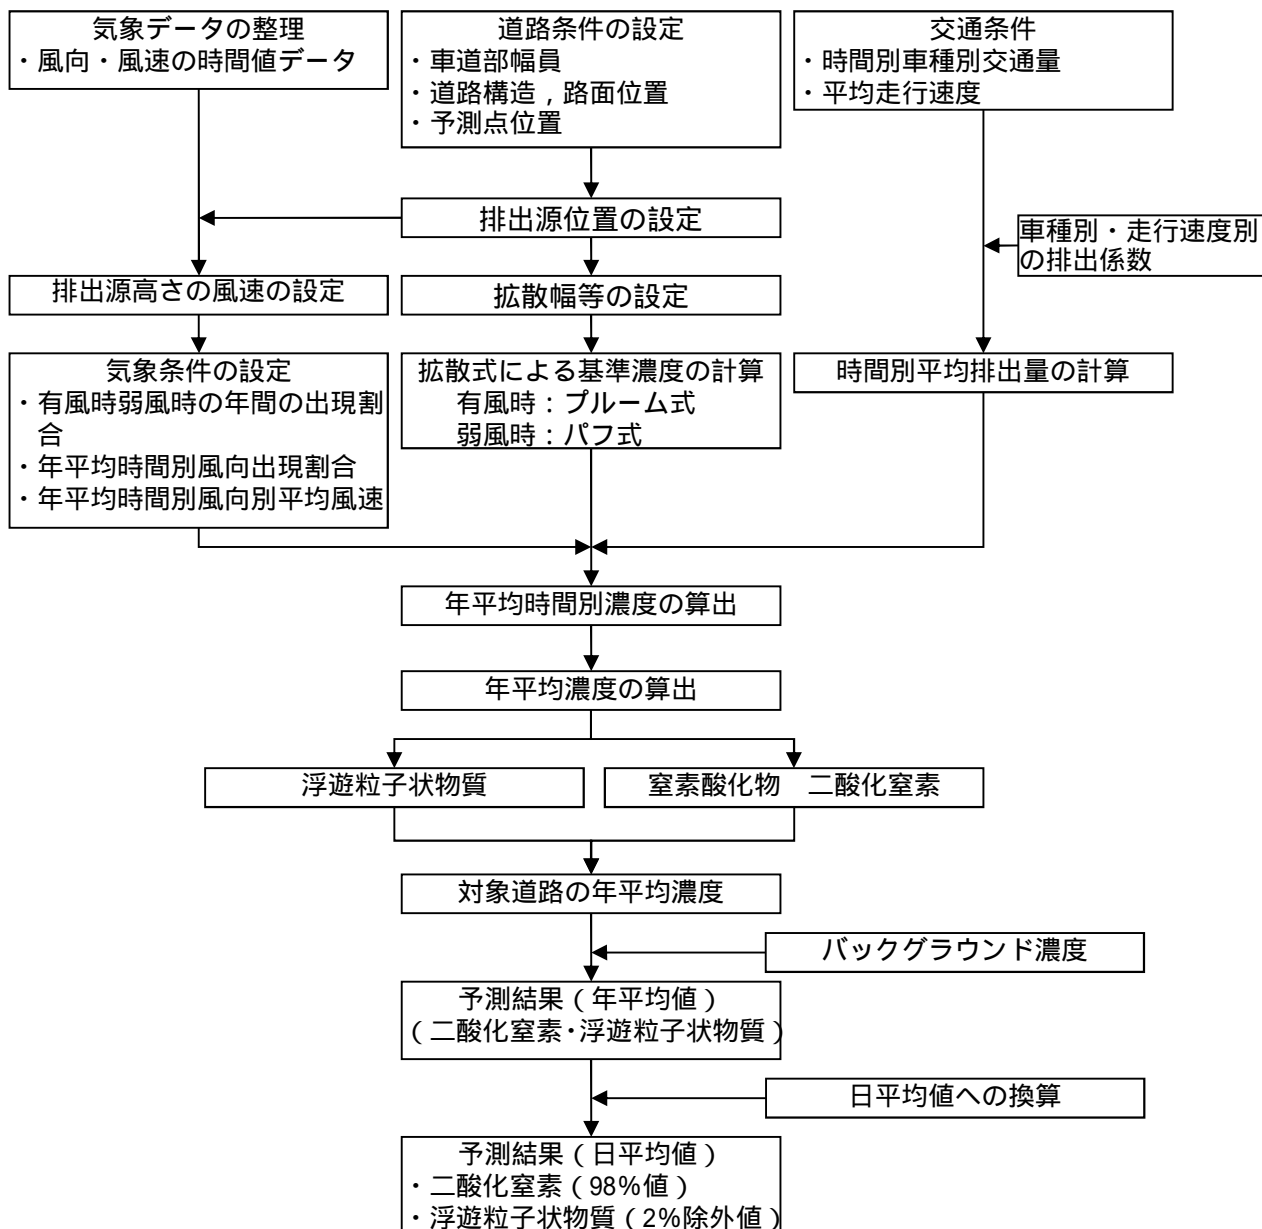 気象データの整理
・風向・風速の時間値データ
道路条件の設定
・車道部幅員
・道路構造，路面位置
・予測点位置
交通条件
・時間別車種別交通量
・平均走行速度
排出源位置の設定
車種別・走行速度別
の排出係数
排出源高さの風速の設定
拡散幅等の設定
気象条件の設定
・有風時弱風時の年間の出現割
合
・年平均時間別風向出現割合
・年平均時間別風向別平均風速
拡散式による基準濃度の計算
有風時：プルーム式
弱風時：パフ式
時間別平均排出量の計算
年平均時間別濃度の算出
年平均濃度の算出
浮遊粒子状物質
窒素酸化物　二酸化窒素
対象道路の年平均濃度
バックグラウンド濃度
予測結果（年平均値）
（二酸化窒素・浮遊粒子状物質）
日平均値への換算
予測結果（日平均値）
・二酸化窒素（98%値）
・浮遊粒子状物質（2%除外値）